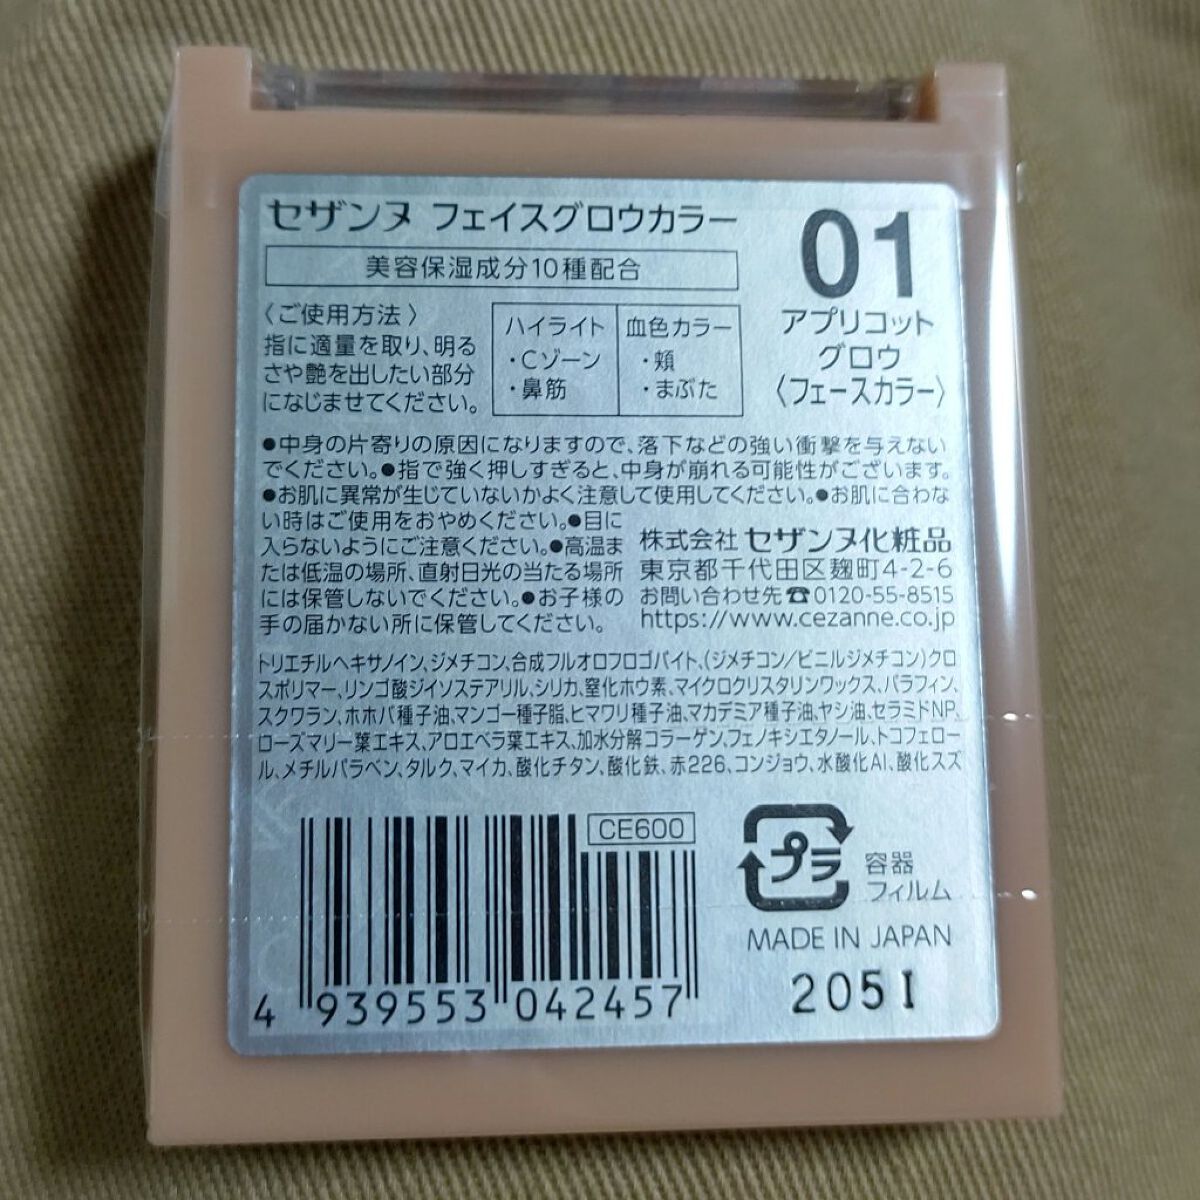 セザンヌ フェイスグロウカラー
美容保湿成分10種配合
01
アプリコット
グロウ
〈フェースカラー〉
〈ご使用方法〉
指に適量を取り、明る
さや艶を出したい部分
になじませてください。
ハイライト
・Cゾーン
・鼻筋
血色カラー
・頬
・まぶた
●中身の片寄りの原因になりますので、落下などの強い衝撃を与えない
でください。●指で強く押しすぎると、中身が崩れる可能性がございます。
●お肌に異常が生じていないかよく注意して使用してください。●お肌に合わな
い時はご使用をおやめください。●目に
入らないようにご注意ください。●高温ま
たは低温の場所、直射日光の当たる場所
には保管しないでください。●お子様の
手の届かない所に保管してください。
株式会社 セザンヌ化粧品
東京都千代田区麹町4-2-6
お問い合わせ先☎0120-55-8515
https://www.cezanne.co.jp
トリエチルヘキサノイン、ジメチコン、合成フルオロフロゴパイト、(ジメチコン/ビニルジメチコン)クロ
スポリマー、リンゴ酸ジイソステアリル、シリカ、窒化ホウ素、マイクロクリスタリンワックス、パラフィン、
スクワラン、ホホバ種子油、マンゴー種子脂、ヒマワリ種子油、マカデミア種子油、ヤシ油、セラミドNP、
ローズマリー葉エキス、アロエベラ葉エキス、加水分解コラーゲン、フェノキシエタノール、トコフェロー
ル、メチルパラベン、タルク、マイカ、酸化チタン、酸化鉄、赤226、コンジョウ、水酸化Al、酸化スズ
CE600
4 939553 042457
プラ
容器
フィルム
MADE IN JAPAN
2051